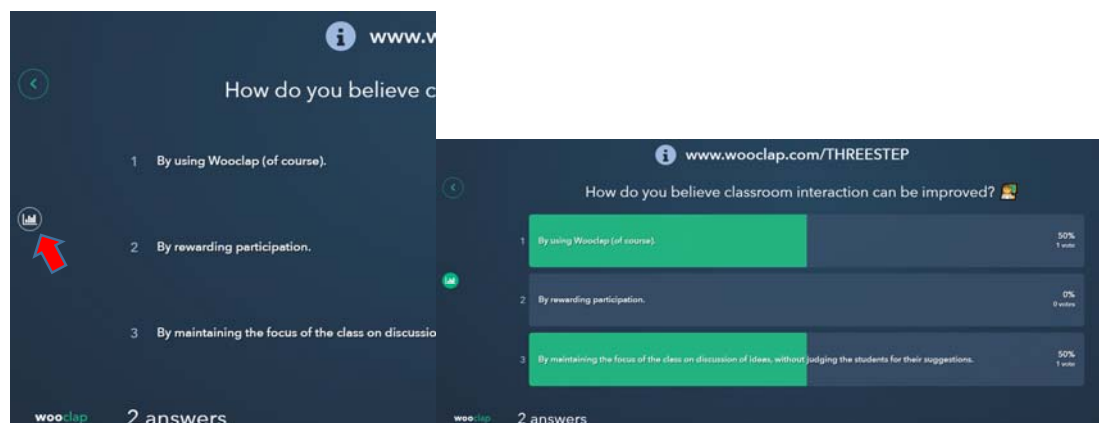 i www.w
How do you believe c
1 By using Wooclap (of course).
2 By rewarding participation.
3 By maintaining the focus of the class on discussio
wooclap 2 answers
i www.wooclap.com/THREESTEP
How do you believe classroom interaction can be improved?
1 By using Wooclap (of course). 50%
1 vote
2 By rewarding participation. 0%
0 votes
3 By maintaining the focus of the class on discussion of ideas, without judging the students for their suggestions. 50%
1 vote
wooclap 2 answers